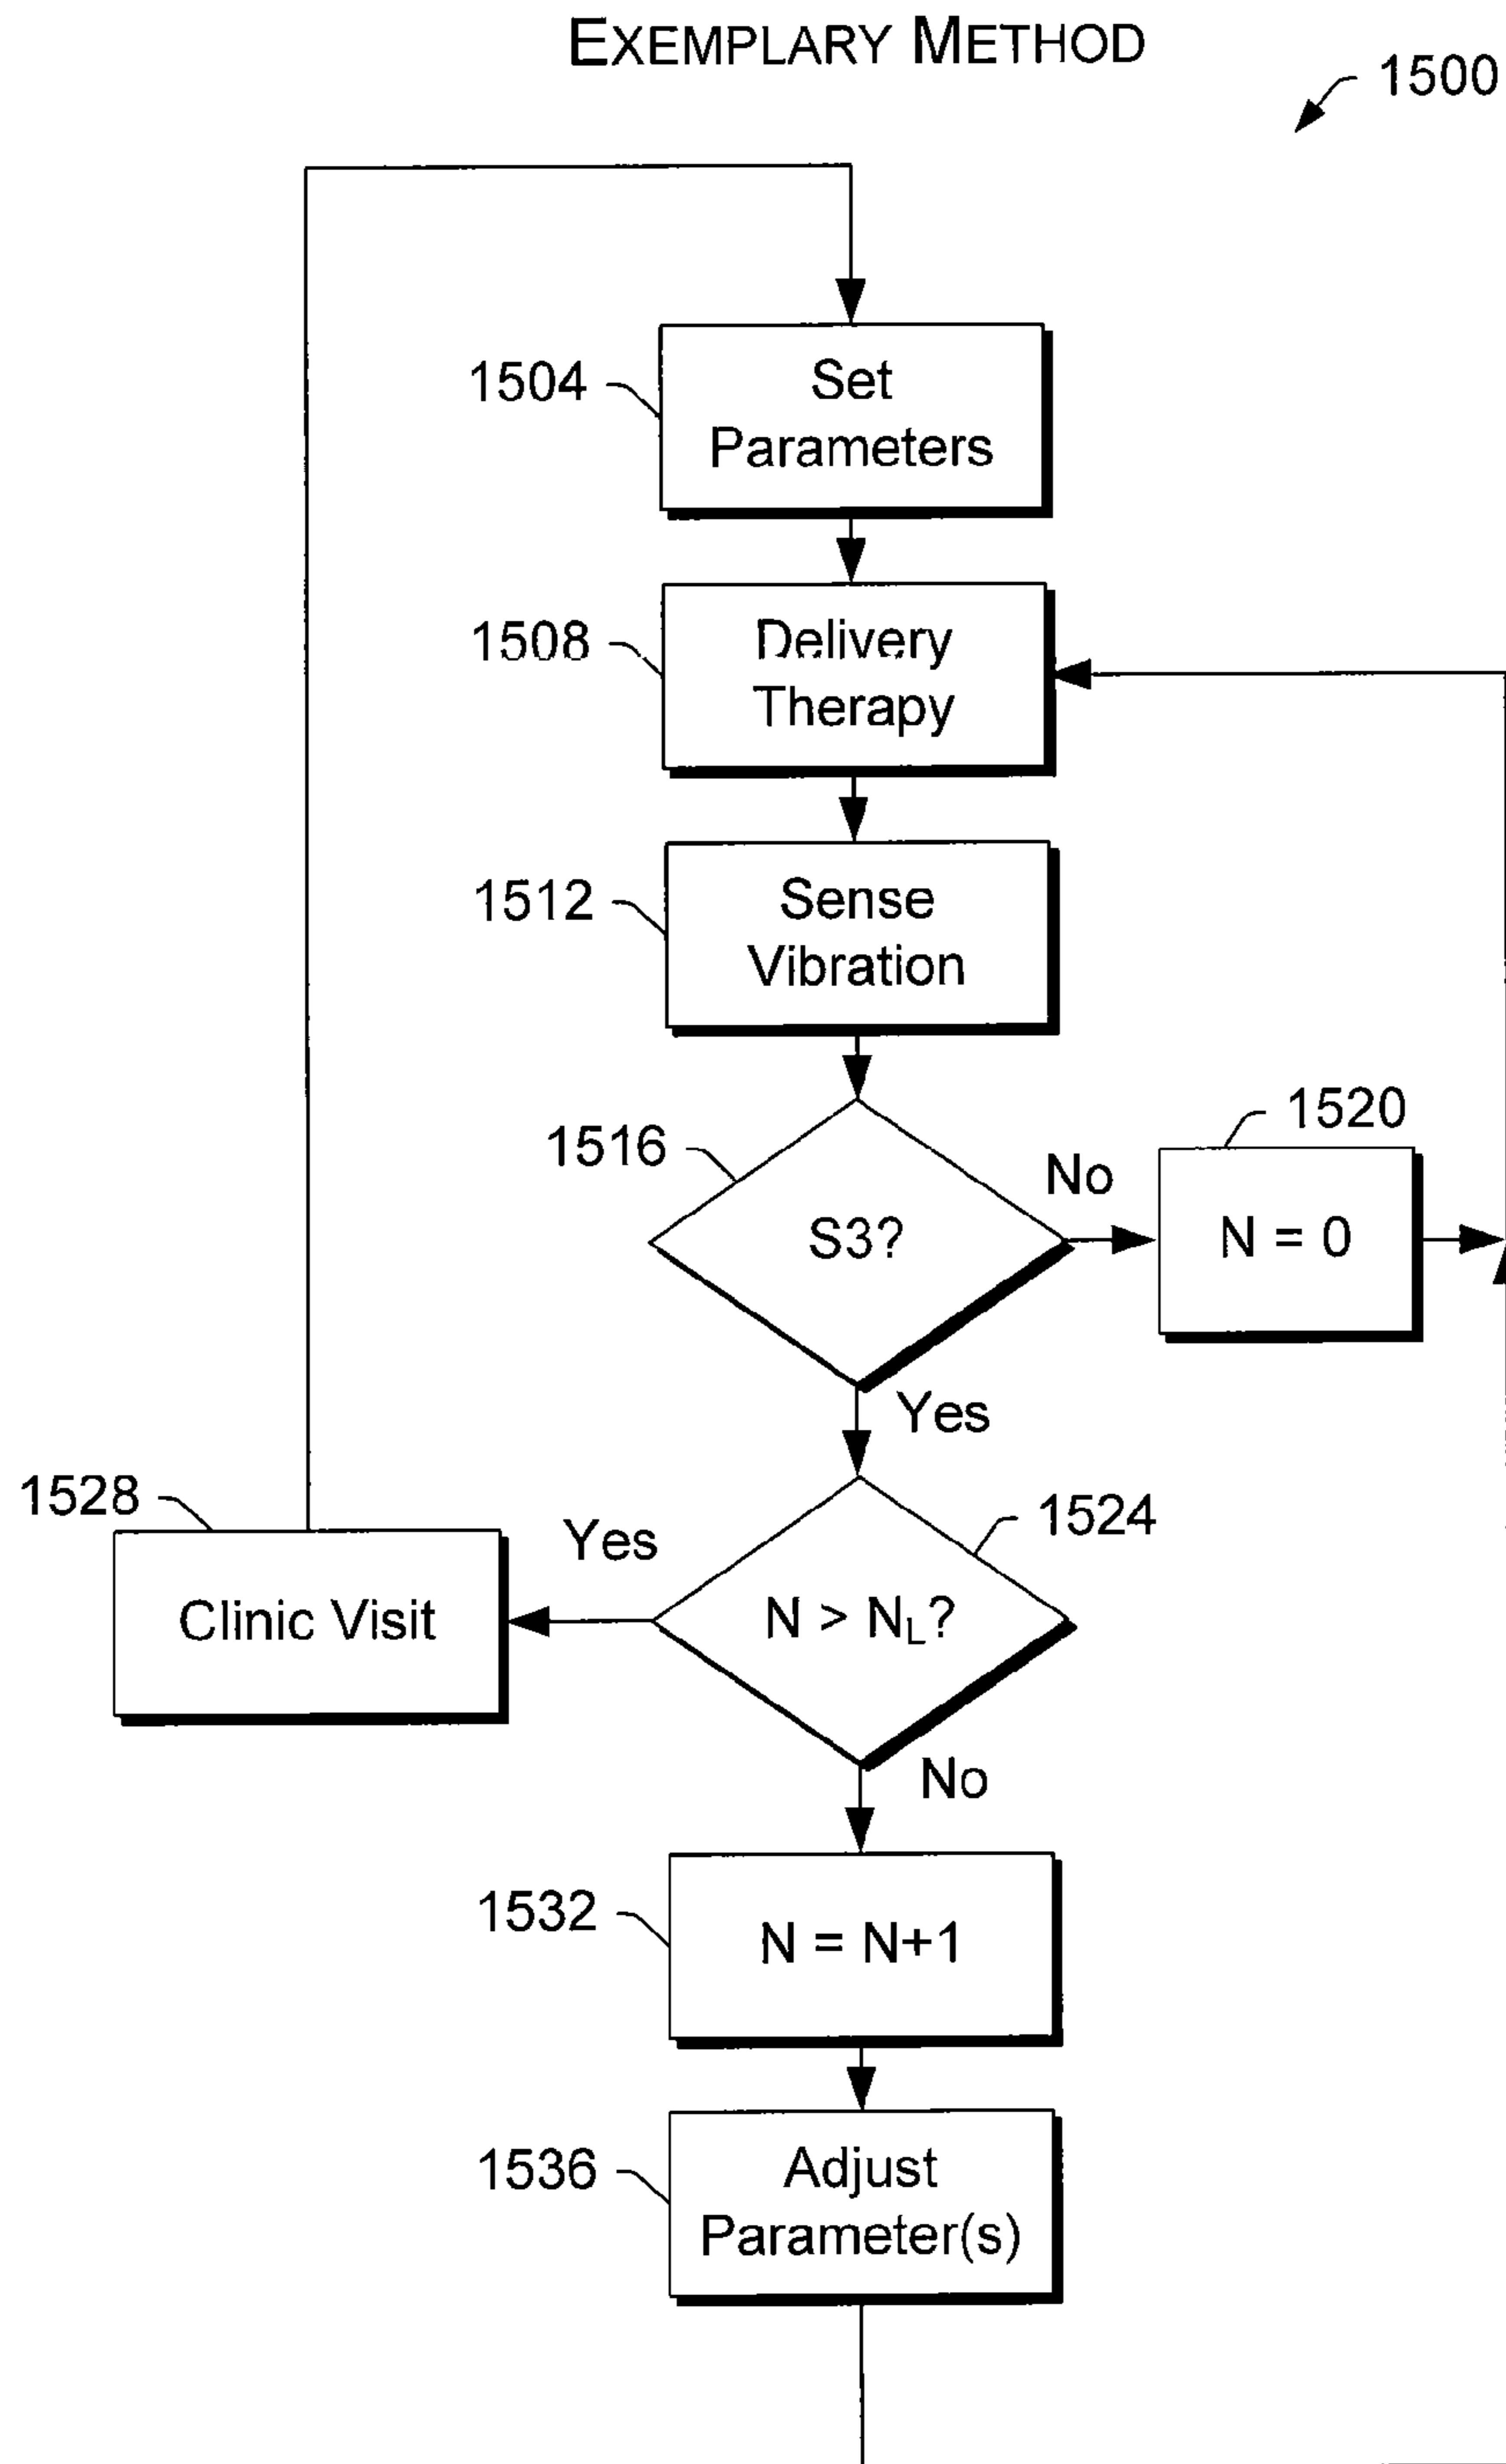 EXEMPLARY METHOD
1500
1504
Set
Parameters
1508
Delivery
Therapy
1512
Sense
Vibration
1516
S3?
No
1520
N = 0
Yes
1528
Clinic Visit
Yes
1524
N > NL?
No
1532
N = N+1
1536
Adjust
Parameter(s)